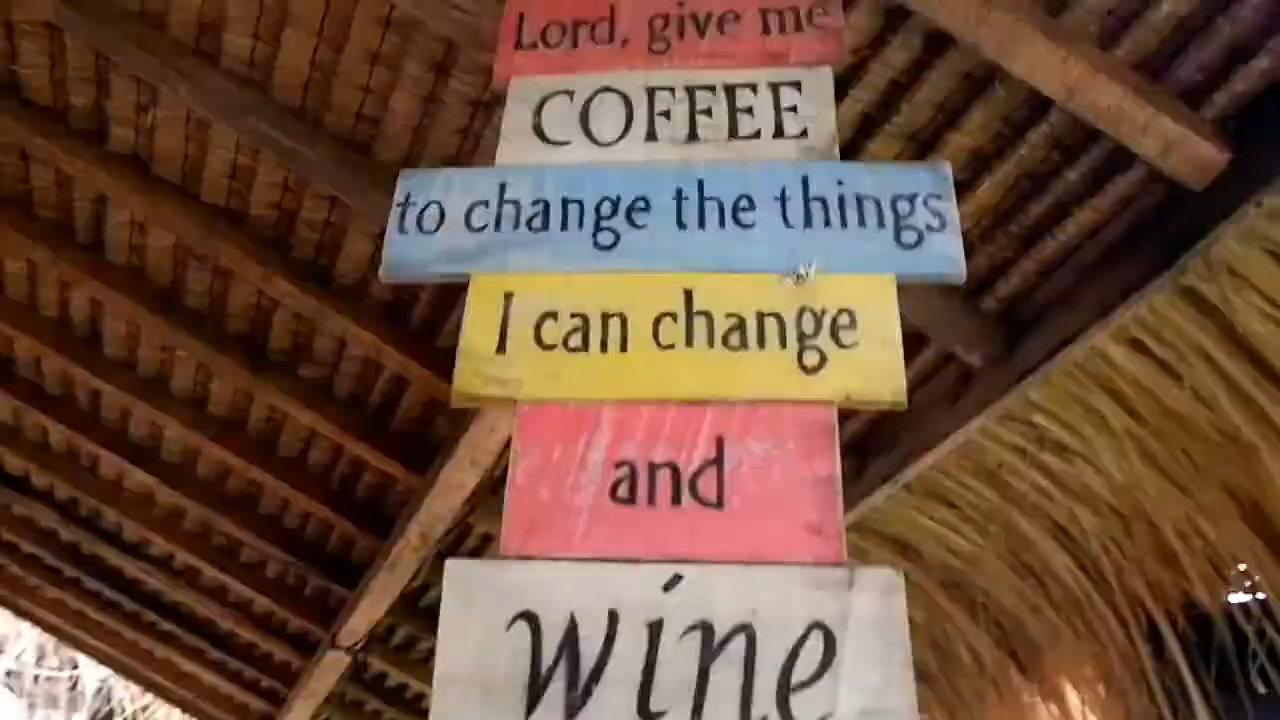 Lord, give me
COFFEE
to change the things
I can change
and
wine